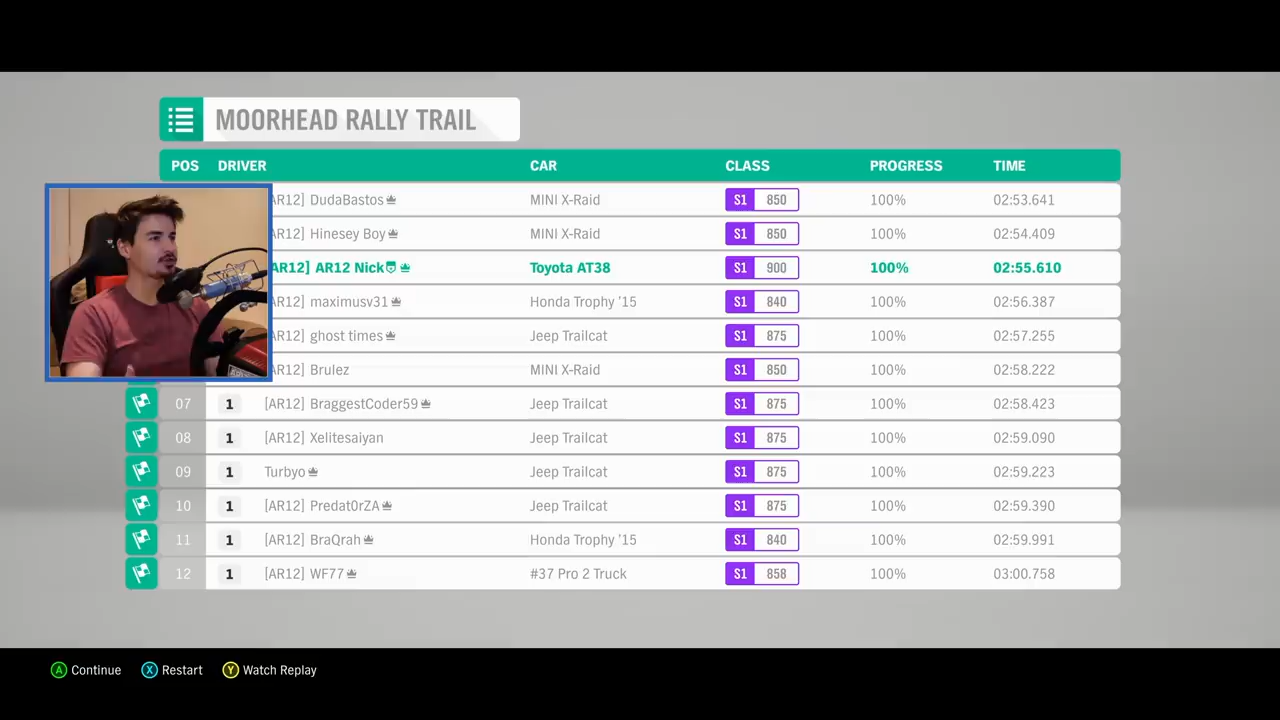 MOORHEAD RALLY TRAIL
POS DRIVER CAR CLASS PROGRESS TIME
AR12] DudaBastos MINI X-Raid S1 850 100% 02:53.641
AR12] Hinesey Boy MINI X-Raid S1 850 100% 02:54.409
AR12] AR12 Nick Toyota AT38 S1 900 100% 02:55.610
AR12] maximusv31 Honda Trophy '15 S1 840 100% 02:56.387
AR12] ghost times Jeep Trailcat S1 875 100% 02:57.255
AR12] Brulez MINI X-Raid S1 850 100% 02:58.222
07 1 [AR12] BraggestCoder59 Jeep Trailcat S1 875 100% 02:58.423
08 1 [AR12] Xelitesaiyan Jeep Trailcat S1 875 100% 02:59.090
09 1 Turbyo Jeep Trailcat S1 875 100% 02:59.223
10 1 [AR12] Predat0rZA Jeep Trailcat S1 875 100% 02:59.390
11 1 [AR12] BraQrah Honda Trophy '15 S1 840 100% 02:59.991
12 1 [AR12] WF77 #37 Pro 2 Truck S1 858 100% 03:00.758
A Continue X Restart Y Watch Replay